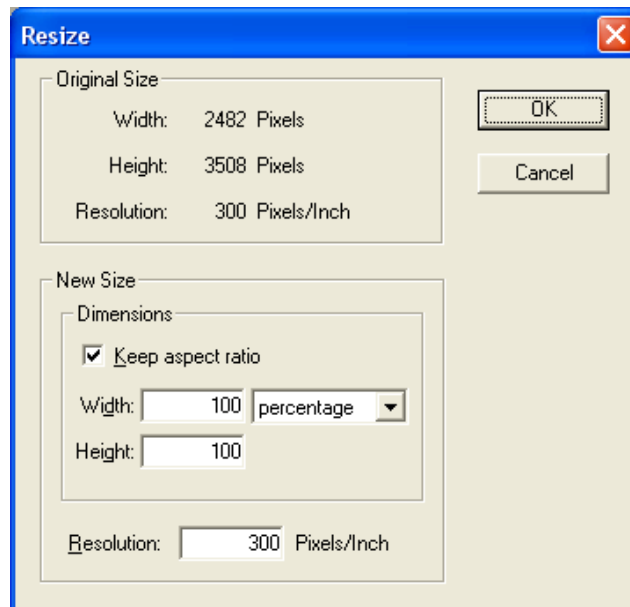 Resize
Original Size
Width: 2482 Pixels
Height: 3508 Pixels
Resolution: 300 Pixels/Inch
OK
Cancel
New Size
Dimensions
Keep aspect ratio
Width: 100 percentage
Height: 100
Resolution: 300 Pixels/Inch